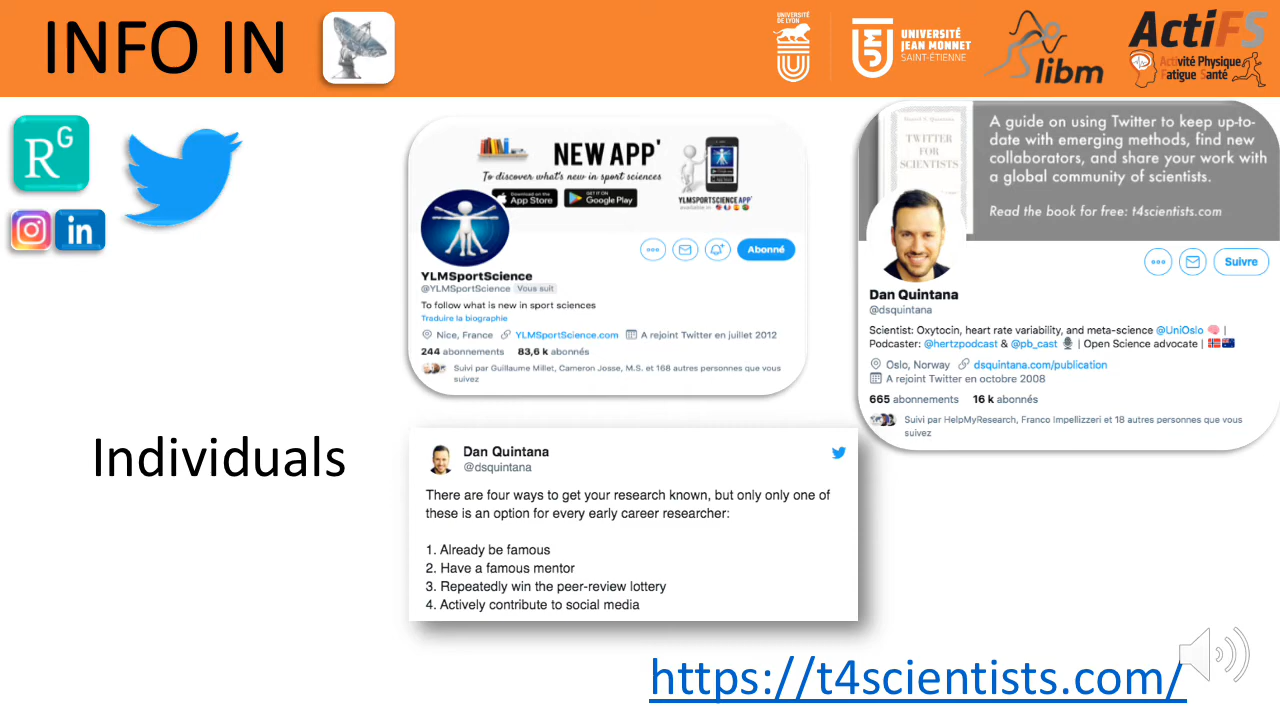 INFO IN
UNIVERSITÉ
DE LYON
UNIVERSITÉ
JEAN MONNET
SAINT-ÉTIENNE
libm
ActiFS
Activité Physique
Fatigue Santé
RG
in
NEW APP'
To discover what's new in sport sciences
Download on the
App Store
GET IT ON
Google Play
YLMSPORTSCIENCE APP'
Abonné
YLMSportScience
@YLMSportScience Vous suit
To follow what is new in sport sciences
Traduire la biographie
Nice, France YLMSportScience.com A rejoint Twitter en juillet 2012
244 abonnements 83,6 k abonnés
Suivi par Guillaume Millet, Cameron Josse, M.S. et 168 autres personnes que vous
suivez
TWITTER
FOR
SCIENTISTS
A guide on using Twitter to keep up-to-
date with emerging methods, find new
collaborators, and share your work with
a global community of scientists.
Read the book for free: t4scientists.com
Suivre
Dan Quintana
@dsquintana
Scientist: Oxytocin, heart rate variability, and meta-science @UniOslo 🧠 |
Podcaster: @hertzpodcast & @pb_cast 🎙 | Open Science advocate | 🇳🇴🇦🇺
Oslo, Norway dsquintana.com/publication
A rejoint Twitter en octobre 2008
665 abonnements 16 k abonnés
Suivi par HelpMyResearch, Franco Impellizzeri et 18 autres personnes que vous
suivez
Individuals
Dan Quintana
@dsquintana
There are four ways to get your research known, but only only one of
these is an option for every early career researcher:
1. Already be famous
2. Have a famous mentor
3. Repeatedly win the peer-review lottery
4. Actively contribute to social media
https://t4scientists.com/